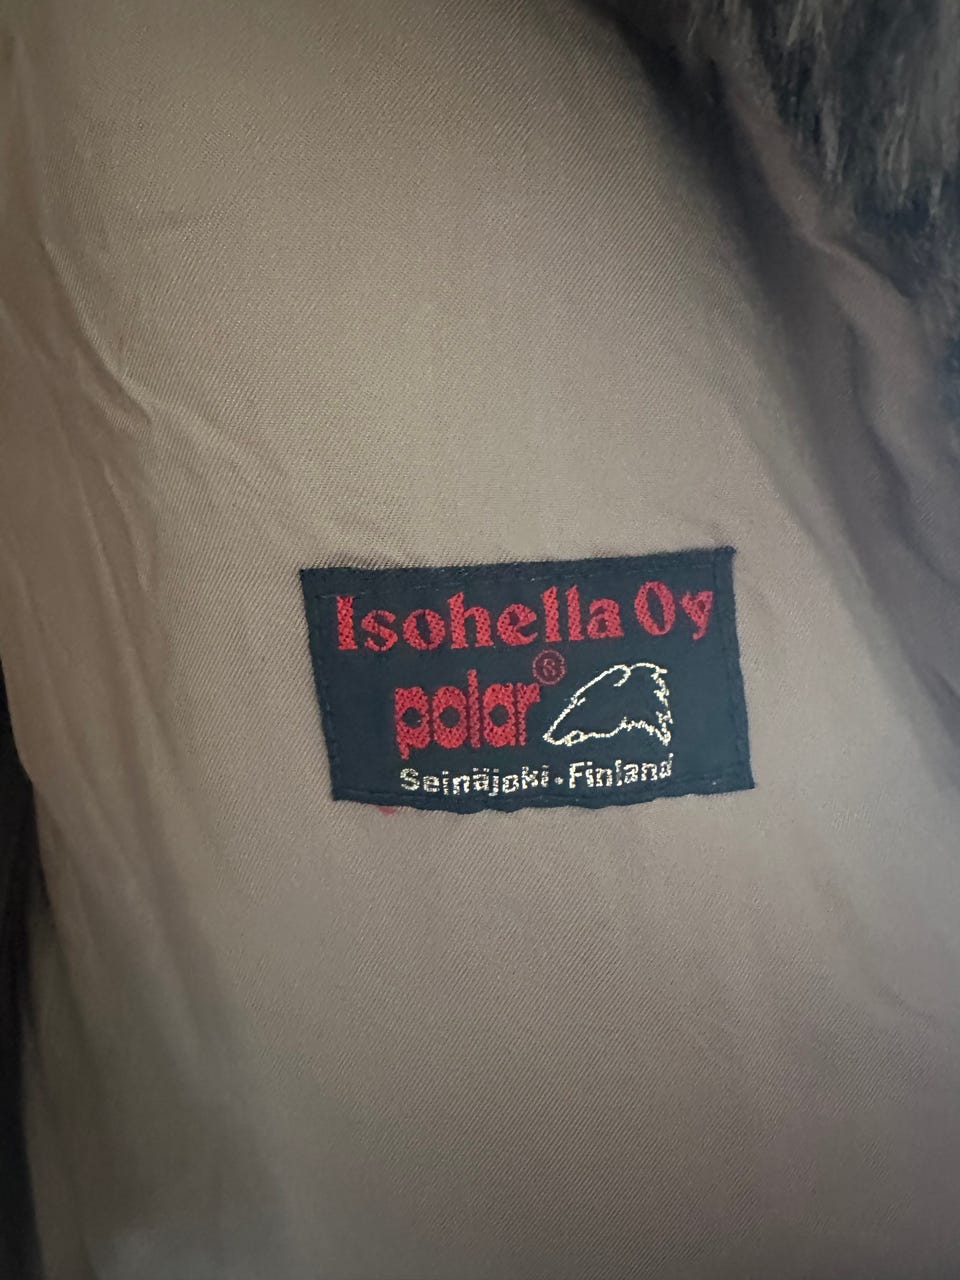 Isohella Oy
polar®
Seinäjoki · Finland